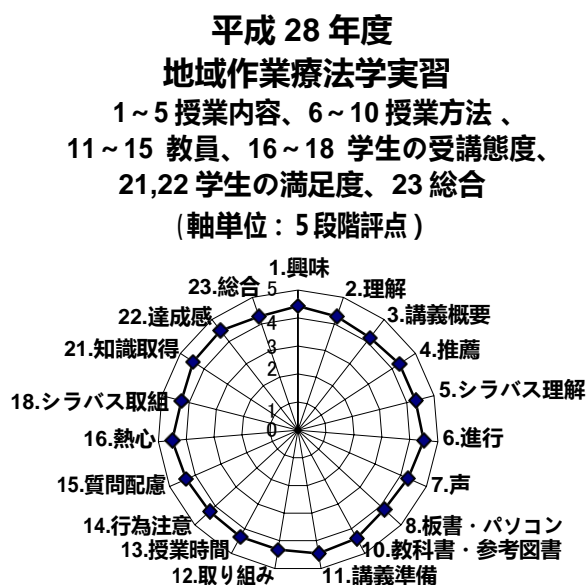 平成 28 年度
地域作業療法学実習
1～5 授業内容、6～10 授業方法 、
11～15 教員、16～18 学生の受講態度、
21,22 学生の満足度、23 総合
(軸単位： 5 段階評点 )
1.興味
23.総合
5
2.理解
22.達成感
4
3.講義概要
21.知識取得
3
4.推薦
2
18.シラバス取組
5.シラバス理解
1
0
16.熱心
6.進行
15.質問配慮
7.声
14.行為注意
8.板書・パソコン
13.授業時間
10.教科書・参考図書
12.取り組み
11.講義準備